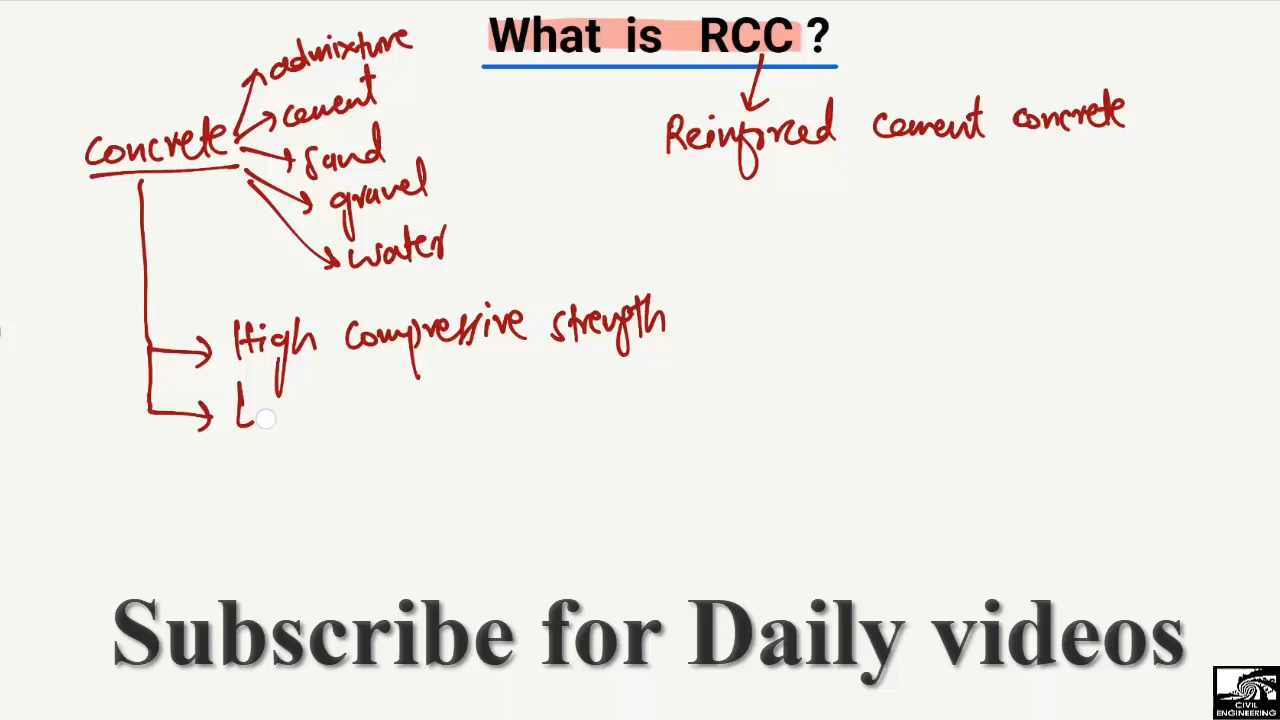 What is RCC ?
admixture
cement
Concrete
sand
gravel
water
Reinforced cement concrete
High compressive strength
L
Subscribe for Daily videos
CIVIL
ENGINEERING